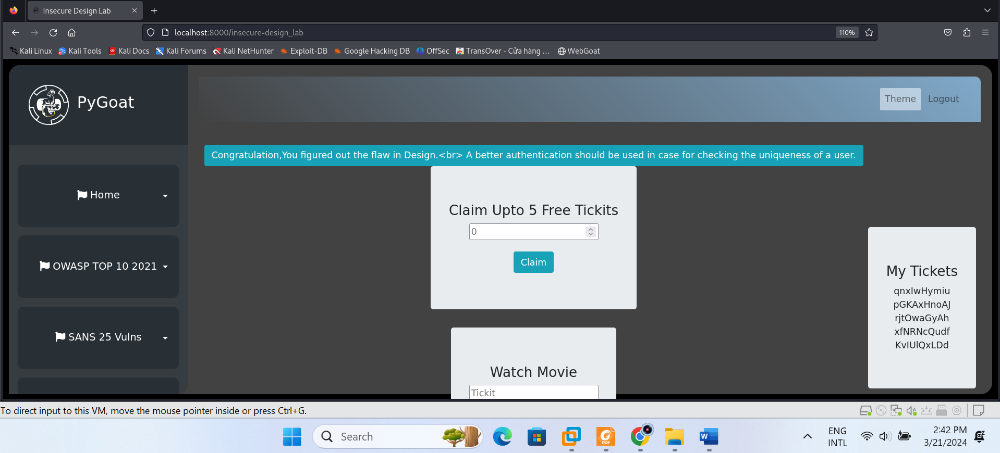 Insecure Design Lab
localhost:8000/insecure-design_lab
110%
Kali Linux
Kali Tools
Kali Docs
Kali Forums
Kali NetHunter
Exploit-DB
Google Hacking DB
OffSec
TransOver - Cửa hàng ...
WebGoat
PyGoat
Theme
Logout
Congratulation,You figured out the flaw in Design.<br> A better authentication should be used in case for checking the uniqueness of a user.
Home
OWASP TOP 10 2021
SANS 25 Vulns
Claim Upto 5 Free Tickits
0
Claim
My Tickets
qnxIwHymiu
pGKAxHnoAJ
rjtOwaGyAh
xfNRNcQudf
KvIUlQxLDd
Watch Movie
Tickit
To direct input to this VM, move the mouse pointer inside or press Ctrl+G.
Search
PDF
W
ENG
INTL
2:42 PM
3/21/2024